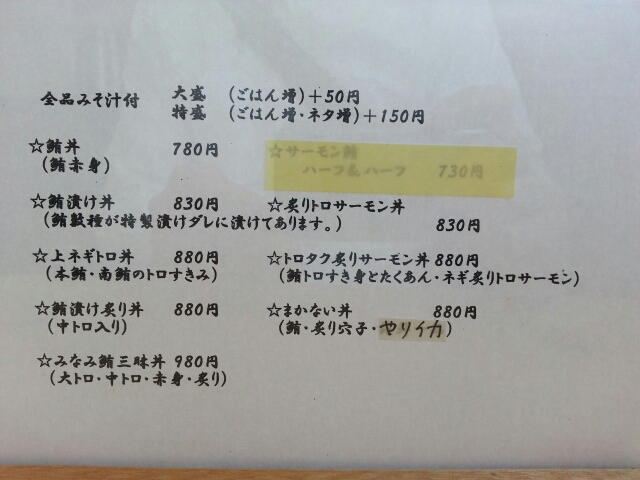 全品みそ汁付
大盛 (ごはん増)+50円
特盛 (ごはん増・ネタ増)+150円
☆鮪丼 780円
(鮪赤身)
☆サーモン鮪
ハーフ&ハーフ 730円
☆鮪漬け丼 830円
(鮪数種が特製漬けダレに漬けてあります。)
☆炙りトロサーモン丼
830円
☆上ネギトロ丼 880円
(本鮪・南鮪のトロすきみ)
☆トロタク炙りサーモン丼 880円
(鮪トロすき身とたくあん・ネギ炙りトロサーモン)
☆鮪漬け炙り丼 880円
(中トロ入り)
☆まかない丼 880円
(鮪・炙り穴子・ヤリイカ)
☆みなみ鮪三昧丼 980円
(大トロ・中トロ・赤身・炙り)